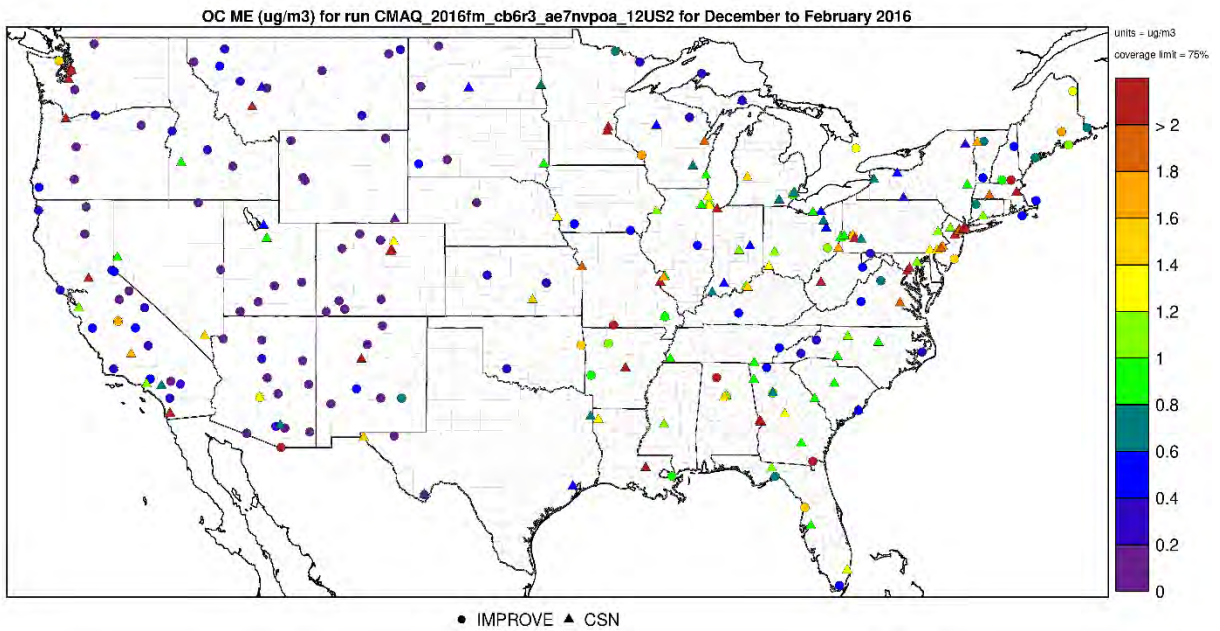 OC ME (ug/m3) for run CMAQ_2016fm_cb6r3_ae7nvpoa_12US2 for December to February 2016
units = ug/m3
coverage limit = 75%
> 2
1.8
1.6
1.4
1.2
1
0.8
0.6
0.4
0.2
0
● IMPROVE ▲ CSN